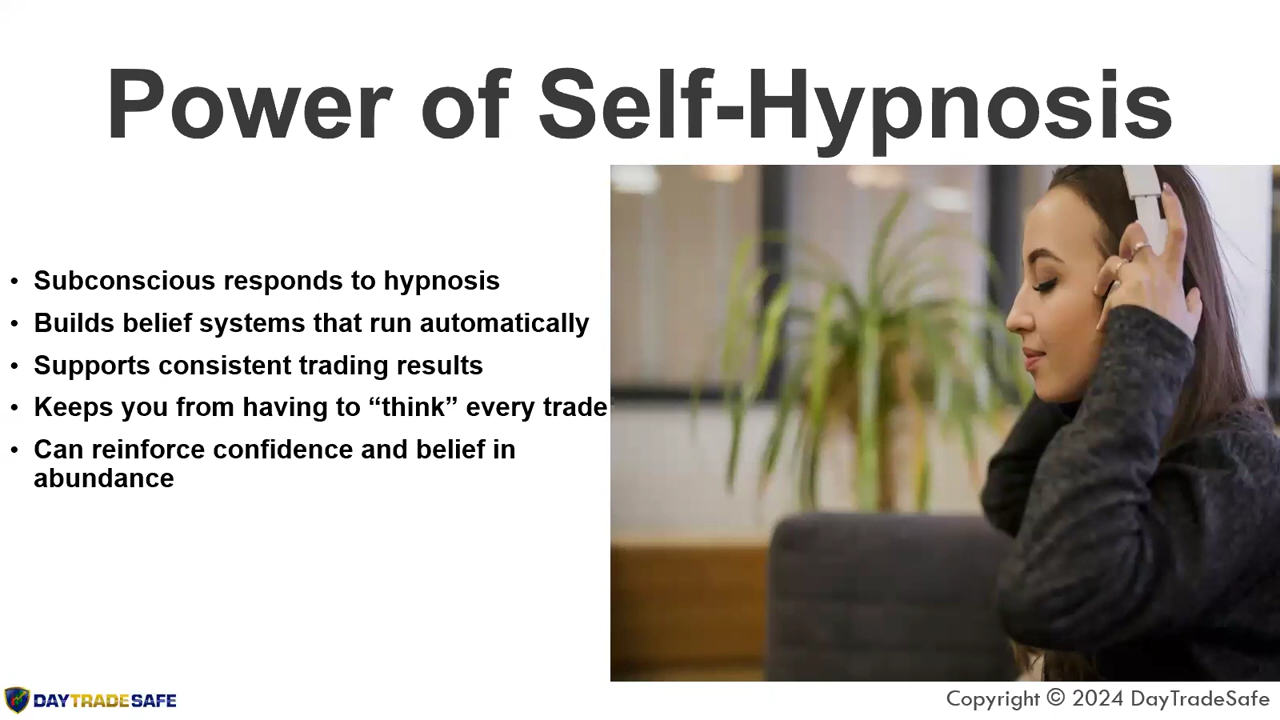 Power of Self-Hypnosis
• Subconscious responds to hypnosis
• Builds belief systems that run automatically
• Supports consistent trading results
• Keeps you from having to “think” every trade
• Can reinforce confidence and belief in
abundance
DAYTRADESAFE
Copyright © 2024 DayTradeSafe